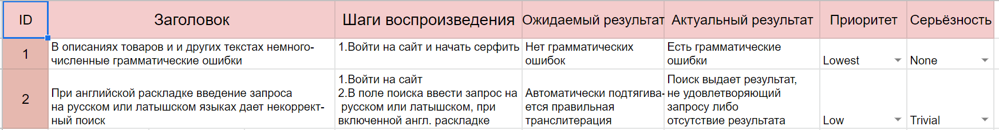 ID
Заголовок
Шаги воспроизведения
Ожидаемый результат
Актуальный результат
Приоритет
Серьёзность
1
В описаниях товаров и и других текстах немного-
численные грамматические ошибки
1.Войти на сайт и начать серфить
Нет грамматических
ошибок
Есть грамматические
ошибки
Lowest
None
2
При английской раскладке введение запроса
на русском или латышском языках дает некоррект-
ный поиск
1.Войти на сайт
2.В поле поиска ввести запрос на
русском или латышском, при
включенной англ. раскладке
Автоматически подтягива-
ется правильная
транслитерация
Поиск выдает результат,
не удовлетворяющий
запросу либо
отсутствие результата
Low
Trivial